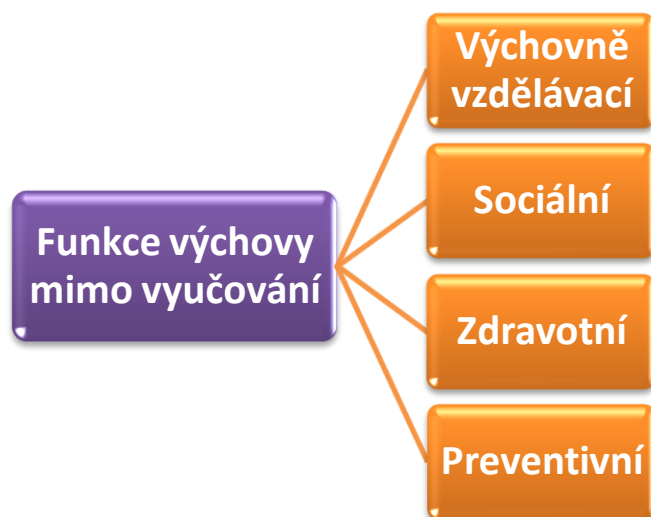 Funkce výchovy
mimo vyučování
Výchovně
vzdělávací
Sociální
Zdravotní
Preventivní